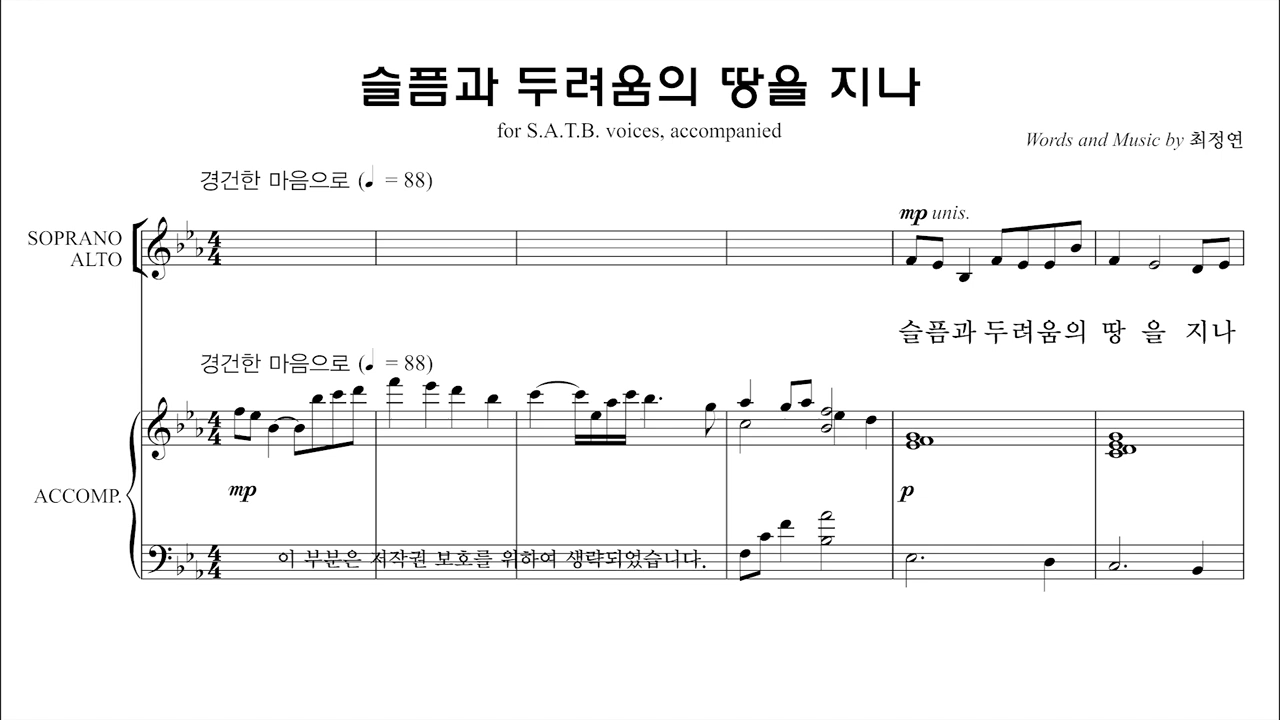 슬픔과 두려움의 땅을 지나
for S.A.T.B. voices, accompanied
Words and Music by 최정연
경건한 마음으로 (♩ = 88)
mp unis.
SOPRANO
ALTO
슬픔과 두려움의 땅 을 지나
경건한 마음으로 (♩ = 88)
mp
p
ACCOMP.
이 부분은 저작권 보호를 위하여 생략되었습니다.